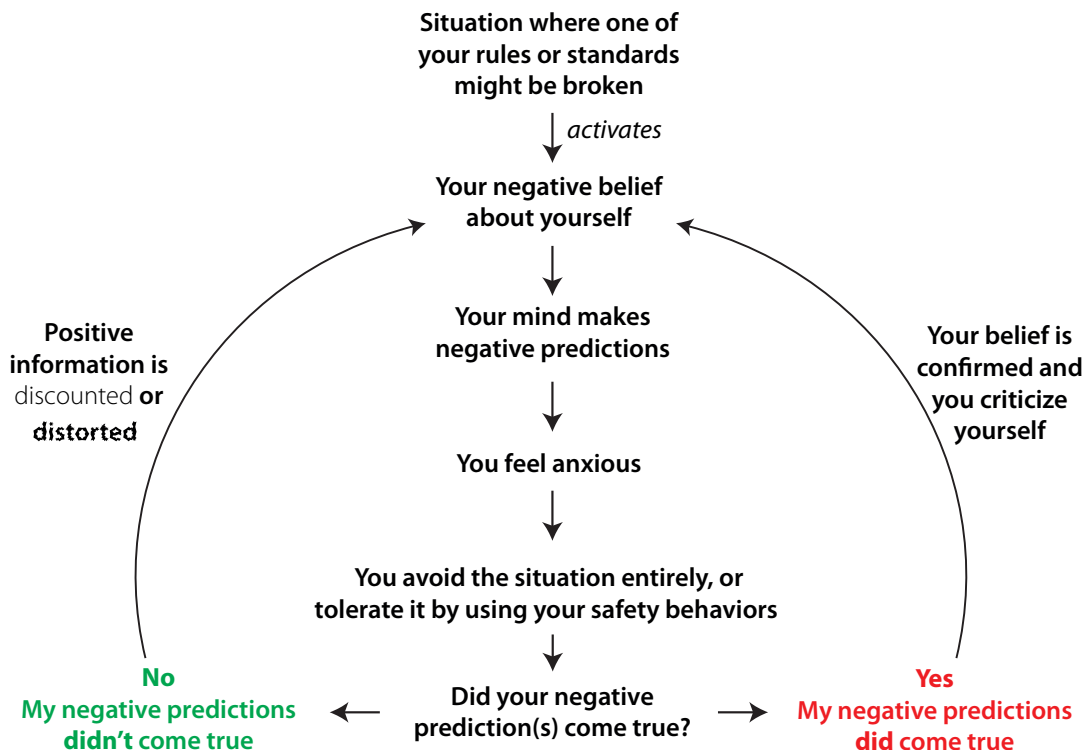 Situation where one of
your rules or standards
might be broken
activates
Your negative belief
about yourself
Your mind makes
negative predictions
Positive
information is
discounted or
distorted
Your belief is
confirmed and
you criticize
yourself
You feel anxious
You avoid the situation entirely, or
tolerate it by using your safety behaviors
Did your negative
prediction(s) come true?
No
My negative predictions
didn't come true
Yes
My negative predictions
did come true